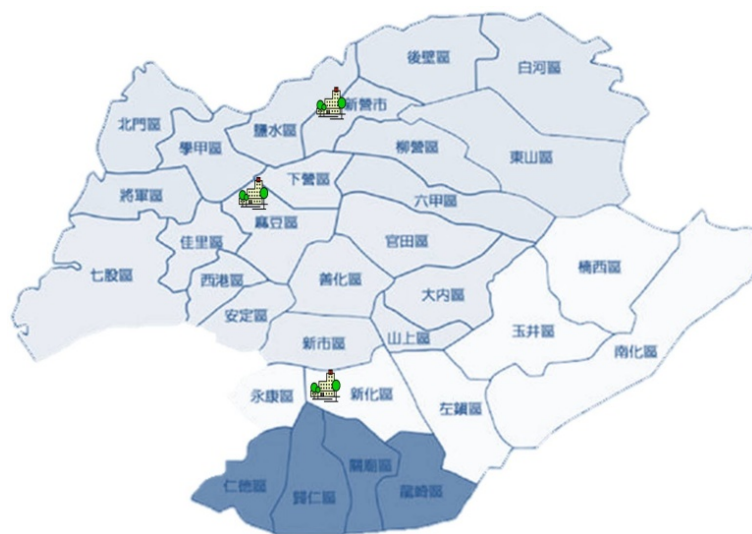 後壁區
白河區
新營市
北門區
鹽水區
學甲區
柳營區
東山區
下營區
將軍區
六甲區
麻豆區
佳里區
官田區
楠西區
七股區
西港區
善化區
大內區
安定區
玉井區
新市區
山上區
南化區
永康區
新化區
左鎮區
關廟區
仁德區
歸仁區
龍崎區